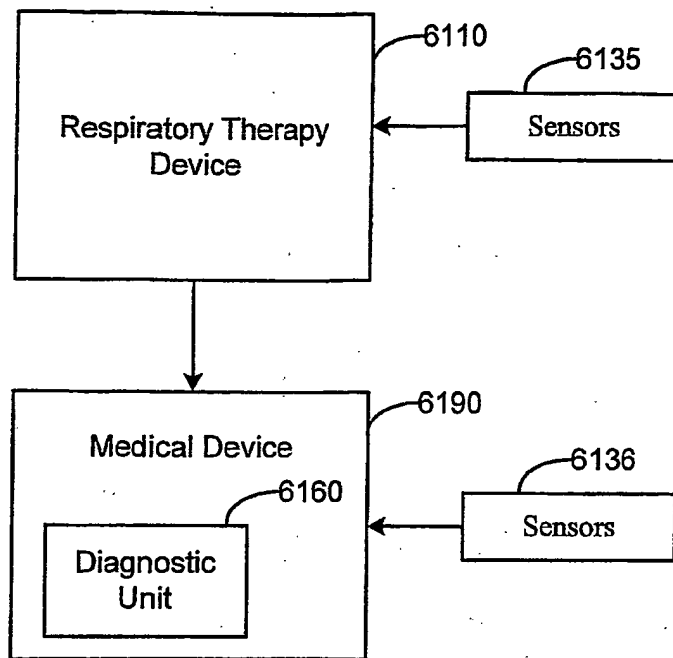 6110
6135
Respiratory Therapy
Device
Sensors
6190
Medical Device
6136
6160
Sensors
Diagnostic
Unit